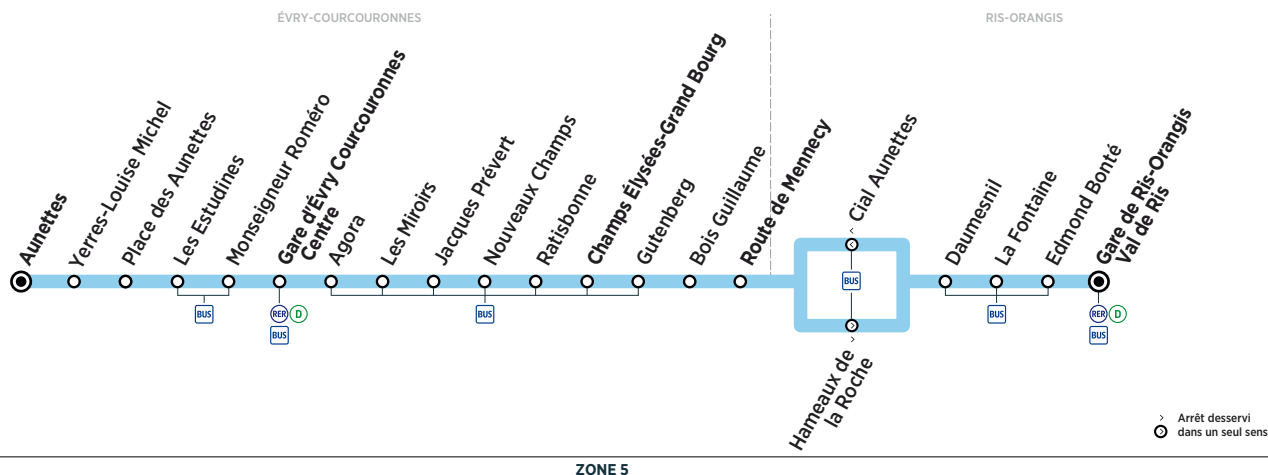 ÉVRY-COURCOURONNES
RIS-ORANGIS
Aunettes
Yerres-Louise Michel
Place des Aunettes
Les Estudines
Monseigneur Roméro
Gare d'Évry Courcouronnes
Centre
Agora
Les Miroirs
Jacques Prévert
Nouveaux Champs
Ratisbonne
Champs Élysées-Grand Bourg
Gutenberg
Bois Guillaume
Route de Mennecy
Cial Aunettes
Hameaux de
la Roche
Daumesnil
La Fontaine
Edmond Bonté
Gare de Ris-Orangis
Val de Ris
BUS
RER D
BUS
BUS
BUS
BUS
RER D
BUS
Arrêt desservi
dans un seul sens
ZONE 5